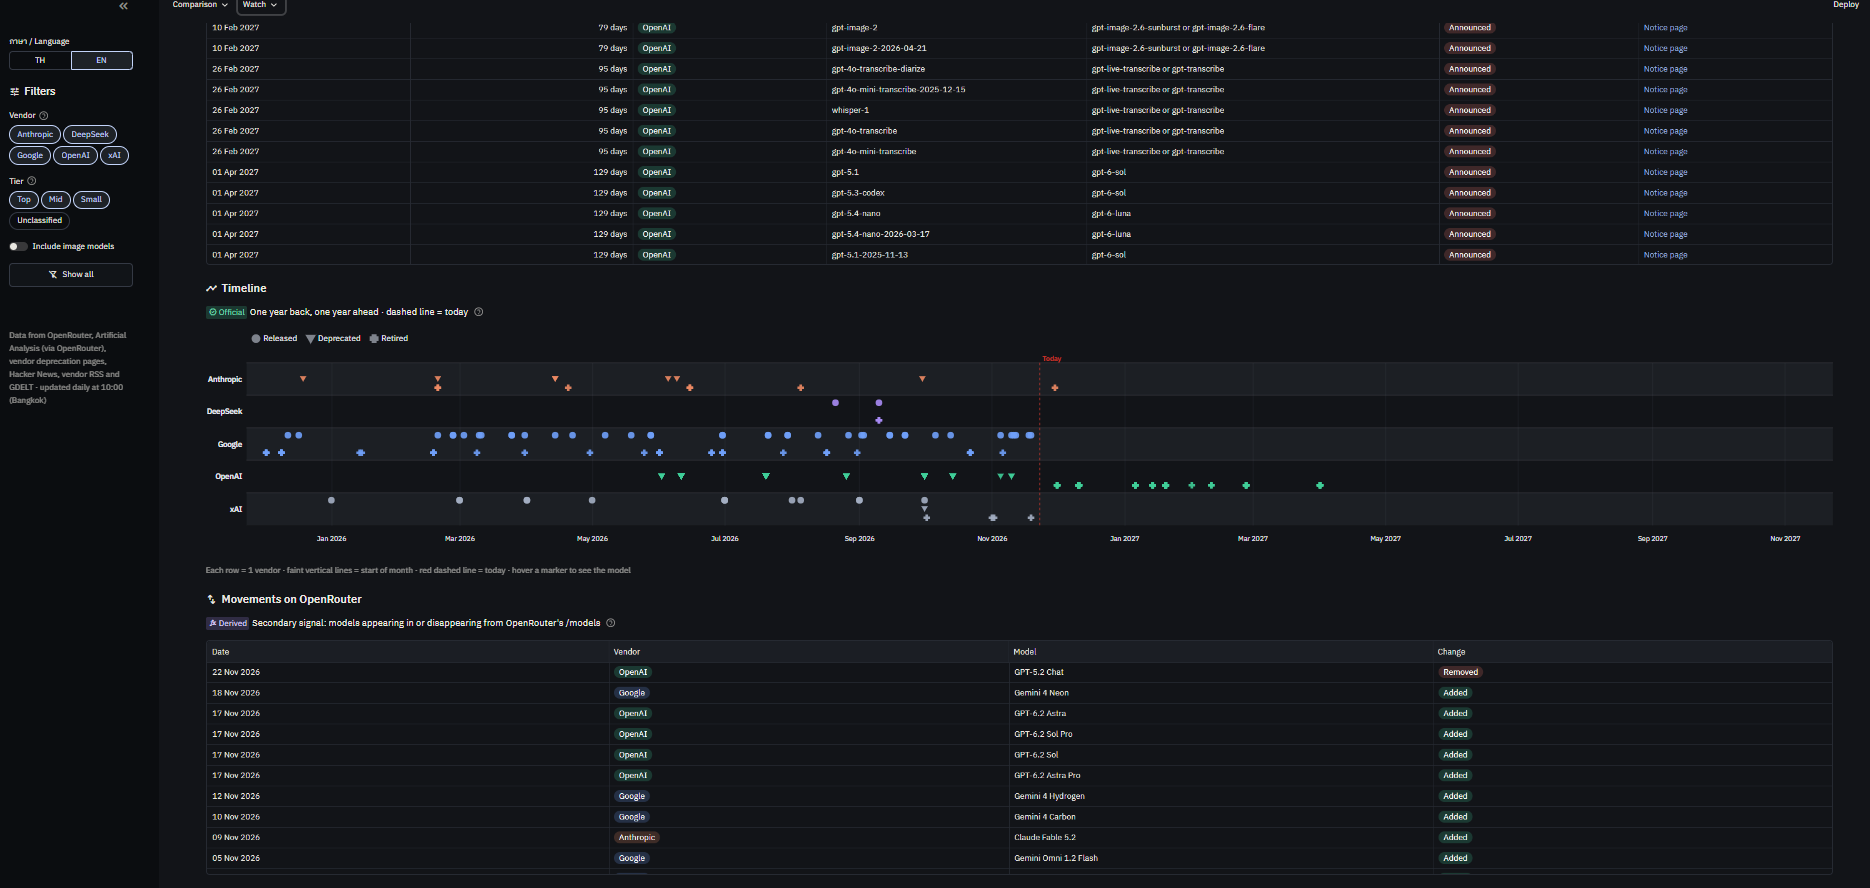 Comparison
Watch
Deploy
ภาษา / Language
TH
EN
Filters
Vendor
Anthropic
DeepSeek
Google
OpenAI
xAI
Tier
Top
Mid
Small
Unclassified
Include image models
Show all
Data from OpenRouter, Artificial
Analysis (via OpenRouter),
vendor deprecation pages,
Hacker News, vendor RSS and
GDELT · updated daily at 10:00
(Bangkok)
10 Feb 2027 79 days OpenAI gpt-image-2 gpt-image-2.6-sunburst or gpt-image-2.6-flare Announced Notice page
10 Feb 2027 79 days OpenAI gpt-image-2-2026-04-21 gpt-image-2.6-sunburst or gpt-image-2.6-flare Announced Notice page
26 Feb 2027 95 days OpenAI gpt-4o-transcribe-diarize gpt-live-transcribe or gpt-transcribe Announced Notice page
26 Feb 2027 95 days OpenAI gpt-4o-mini-transcribe-2025-12-15 gpt-live-transcribe or gpt-transcribe Announced Notice page
26 Feb 2027 95 days OpenAI whisper-1 gpt-live-transcribe or gpt-transcribe Announced Notice page
26 Feb 2027 95 days OpenAI gpt-4o-transcribe gpt-live-transcribe or gpt-transcribe Announced Notice page
26 Feb 2027 95 days OpenAI gpt-4o-mini-transcribe gpt-live-transcribe or gpt-transcribe Announced Notice page
01 Apr 2027 129 days OpenAI gpt-5.1 gpt-6-sol Announced Notice page
01 Apr 2027 129 days OpenAI gpt-5.3-codex gpt-6-sol Announced Notice page
01 Apr 2027 129 days OpenAI gpt-5.4-nano gpt-6-luna Announced Notice page
01 Apr 2027 129 days OpenAI gpt-5.4-nano-2026-03-17 gpt-6-luna Announced Notice page
01 Apr 2027 129 days OpenAI gpt-5.1-2025-11-13 gpt-6-sol Announced Notice page
Timeline
Official One year back, one year ahead · dashed line = today
Released Deprecated Retired
Today
Anthropic
DeepSeek
Google
OpenAI
xAI
Jan 2026 Mar 2026 May 2026 Jul 2026 Sep 2026 Nov 2026 Jan 2027 Mar 2027 May 2027 Jul 2027 Sep 2027 Nov 2027
Each row = 1 vendor · faint vertical lines = start of month · red dashed line = today · hover a marker to see the model
Movements on OpenRouter
Derived Secondary signal: models appearing in or disappearing from OpenRouter's /models
Date Vendor Model Change
22 Nov 2026 OpenAI GPT-5.2 Chat Removed
18 Nov 2026 Google Gemini 4 Neon Added
17 Nov 2026 OpenAI GPT-6.2 Astra Added
17 Nov 2026 OpenAI GPT-6.2 Sol Pro Added
17 Nov 2026 OpenAI GPT-6.2 Sol Added
17 Nov 2026 OpenAI GPT-6.2 Astra Pro Added
12 Nov 2026 Google Gemini 4 Hydrogen Added
10 Nov 2026 Google Gemini 4 Carbon Added
09 Nov 2026 Anthropic Claude Fable 5.2 Added
05 Nov 2026 Google Gemini Omni 1.2 Flash Added